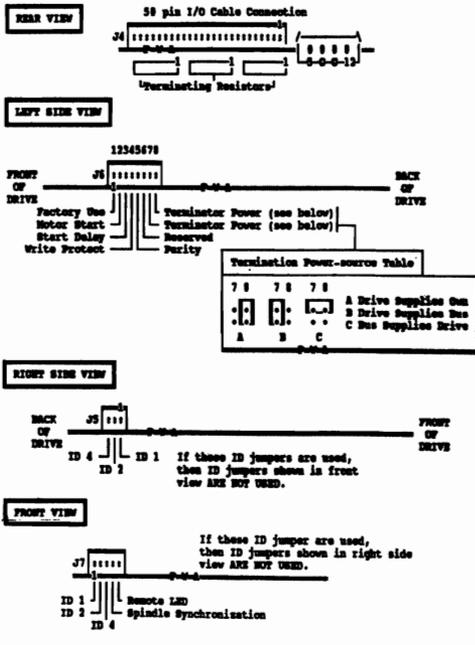 REAR VIEW
50 pin I/O Cable Connection
J4
1
P-W-A
1
1
1
5-G-G-12
Terminating Resistors
LEFT SIDE VIEW
12345678
FRONT
OF
DRIVE
J6
1
P-W-A
BACK
OF
DRIVE
Factory Use
Terminator Power (see below)
Motor Start
Terminator Power (see below)
Start Delay
Reserved
Write Protect
Parity
Termination Power-source Table
7 8
7 8
7 8
A Drive Supplies Own
B Drive Supplies Bus
C Bus Supplies Drive
A
B
C
P-W-A
RIGHT SIDE VIEW
BACK
OF
DRIVE
J5
1
P-W-A
FRONT
OF
DRIVE
ID 4
ID 1
ID 2
If these ID jumpers are used,
then ID jumpers shown in front
view ARE NOT USED.
FRONT VIEW
If these ID jumper are used,
then ID jumpers shown in right side
view ARE NOT USED.
J7
1
P-W-A
ID 1
Remote LED
ID 2
Spindle Synchronization
ID 4